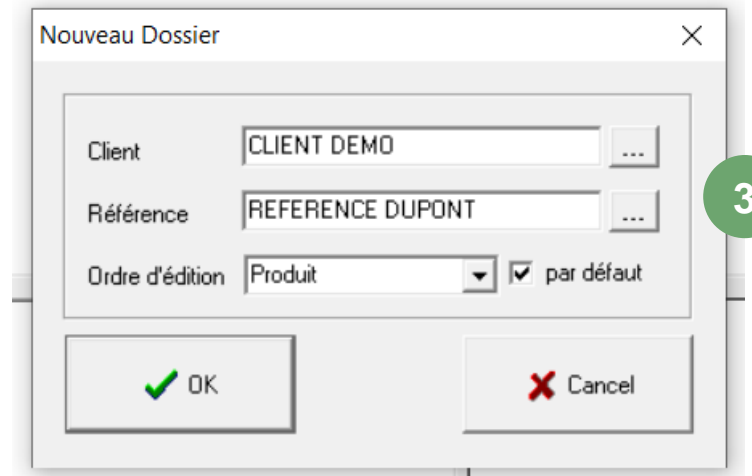 Nouveau Dossier
Client CLIENT DEMO ...
Référence REFERENCE DUPONT ...
3
Ordre d'édition Produit par défaut
OK Cancel